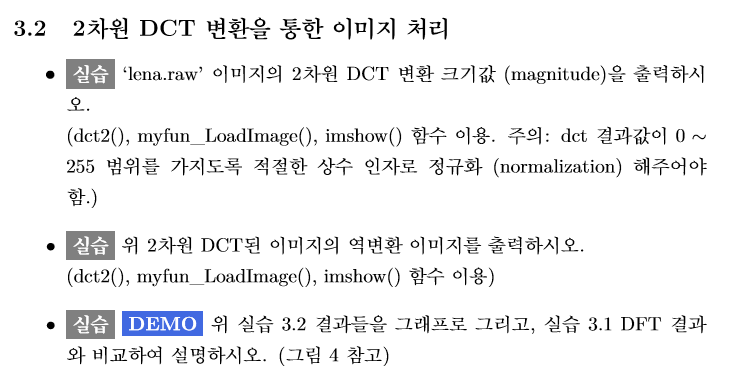 3.2 2차원 DCT 변환을 통한 이미지 처리
• 실습 ‘lena.raw’ 이미지의 2차원 DCT 변환 크기값 (magnitude)을 출력하시
오.
(dct2(), myfun_LoadImage(), imshow() 함수 이용. 주의: dct 결과값이 0 ∼
255 범위를 가지도록 적절한 상수 인자로 정규화 (normalization) 해주어야
함.)
• 실습 위 2차원 DCT된 이미지의 역변환 이미지를 출력하시오.
(dct2(), myfun_LoadImage(), imshow() 함수 이용)
• 실습 DEMO 위 실습 3.2 결과들을 그래프로 그리고, 실습 3.1 DFT 결과
와 비교하여 설명하시오. (그림 4 참고)